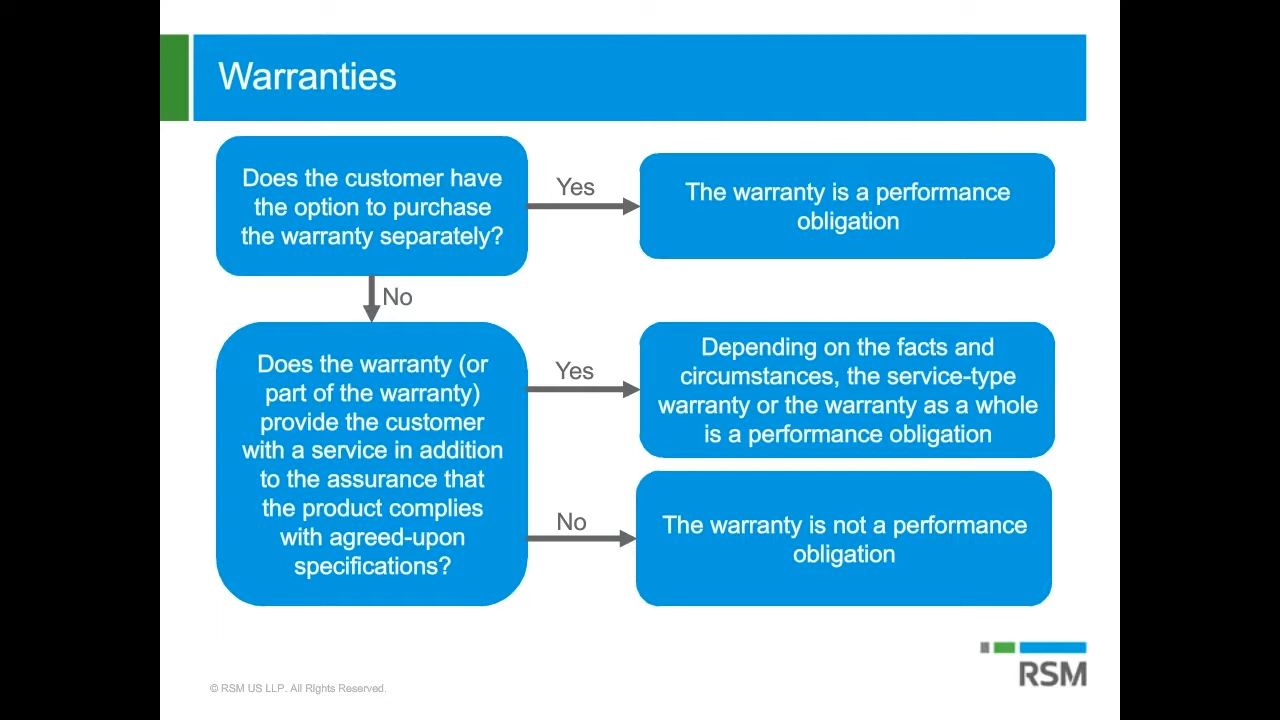 Warranties
Does the customer have
the option to purchase
the warranty separately?
Yes
The warranty is a performance
obligation
No
Does the warranty (or
part of the warranty)
provide the customer
with a service in addition
to the assurance that
the product complies
with agreed-upon
specifications?
Yes
Depending on the facts and
circumstances, the service-type
warranty or the warranty as a whole
is a performance obligation
No
The warranty is not a performance
obligation
© RSM US LLP. All Rights Reserved.
RSM